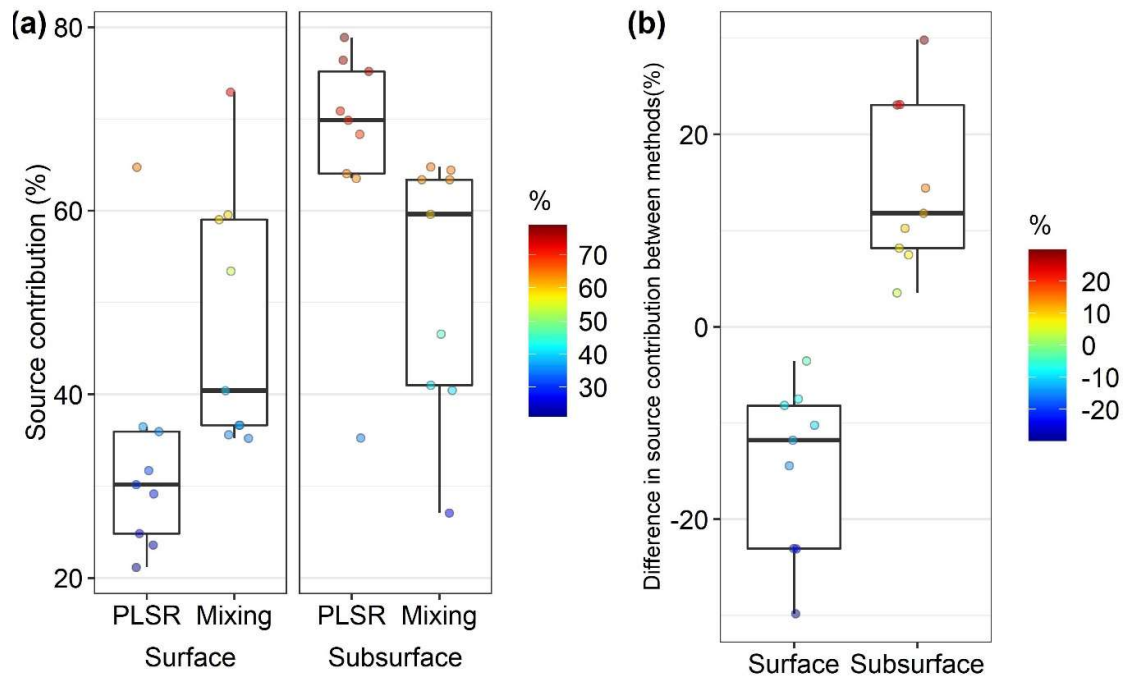 (a)
Source contribution (%)
80
60
40
20
PLSR Mixing
Surface
PLSR Mixing
Subsurface
%
70
60
50
40
30
(b)
Difference in source contribution between methods(%)
20
0
-20
Surface Subsurface
%
20
10
0
-10
-20